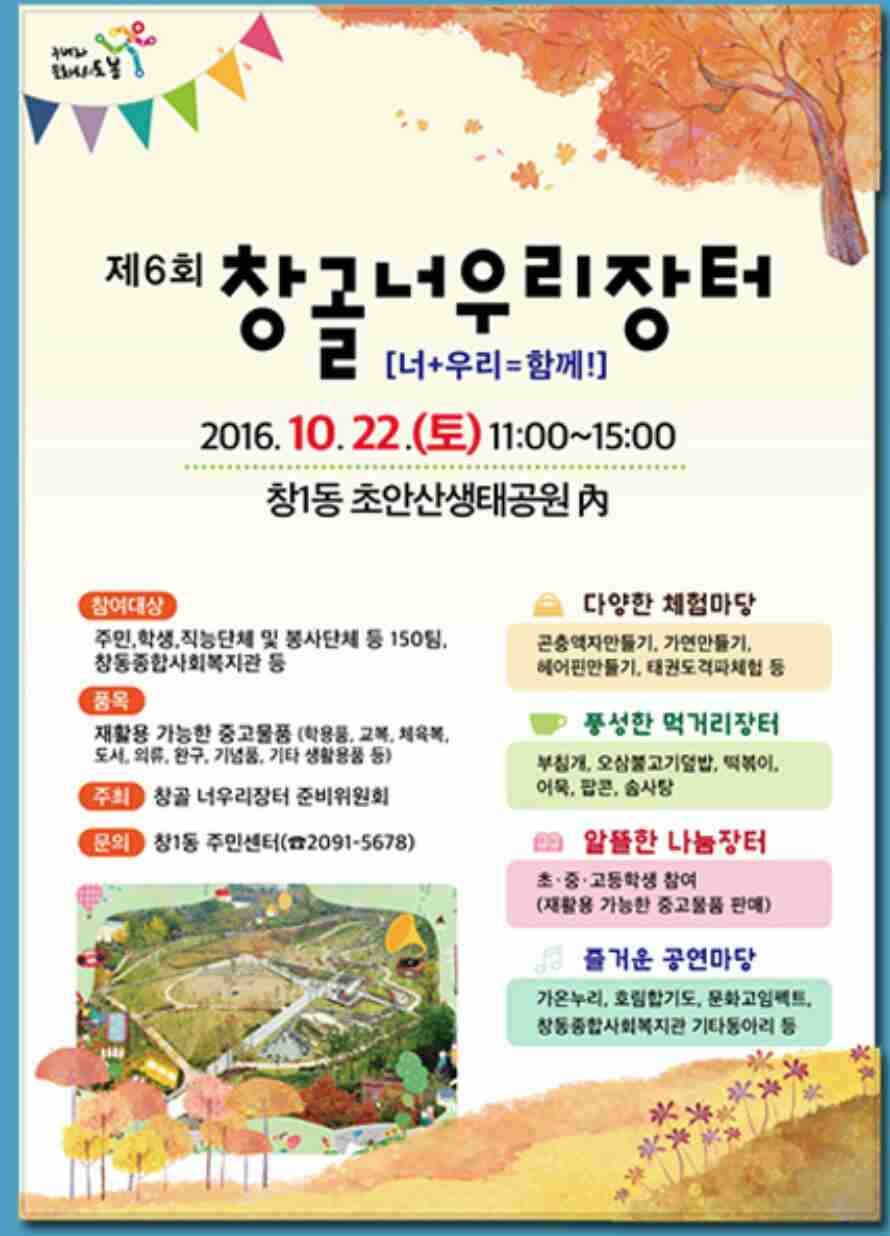 제6회 창골너우리장터
[너+우리=함께!]
2016. 10. 22.(토) 11:00~15:00
창1동 초안산생태공원 內
참여대상
주민,학생,직능단체 및 봉사단체 등 150팀,
창동종합사회복지관 등
품목
재활용 가능한 중고물품 (학용품, 교복, 체육복,
도서, 의류, 완구, 기념품, 기타 생활용품 등)
주최 창골 너우리장터 준비위원회
문의 창1동 주민센터(☎2091-5678)
다양한 체험마당
곤충액자만들기, 가면만들기,
헤어핀만들기, 태권도격파체험 등
풍성한 먹거리장터
부침개, 오삼불고기덮밥, 떡볶이,
어묵, 팝콘, 솜사탕
알뜰한 나눔장터
초·중·고등학생 참여
(재활용 가능한 중고물품 판매)
즐거운 공연마당
가온누리, 호림합기도, 문화고임팩트,
창동종합사회복지관 기타동아리 등